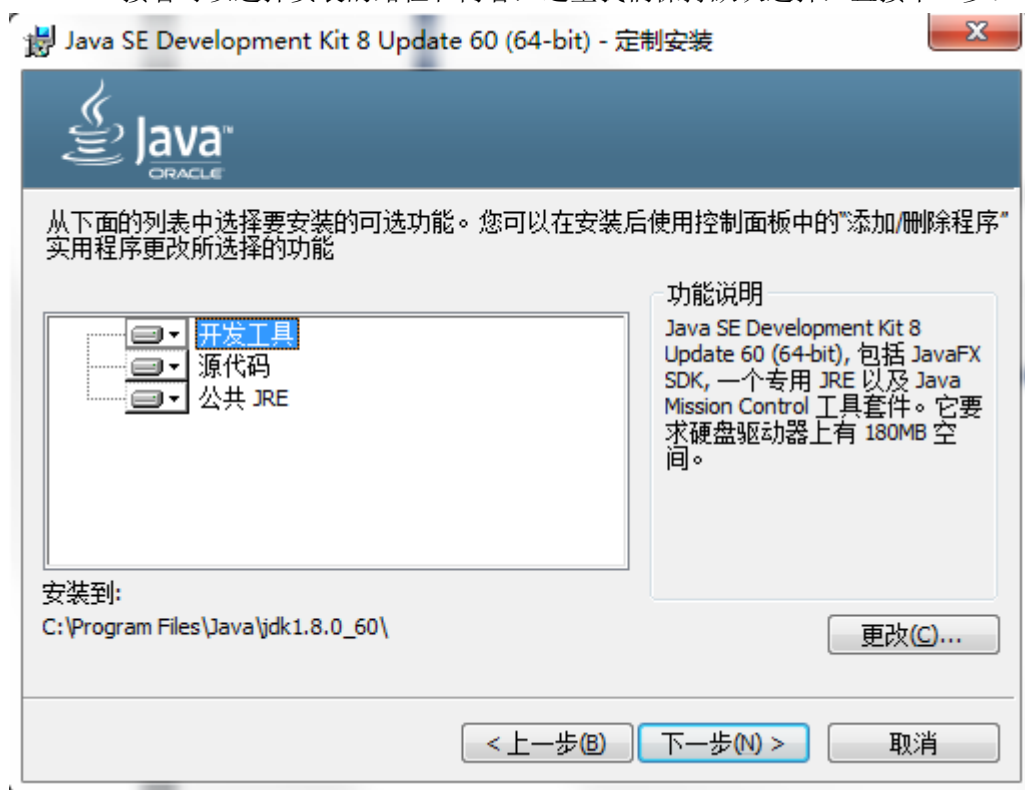 Java SE Development Kit 8 Update 60 (64-bit) - 定制安装
Java™
ORACLE
从下面的列表中选择要安装的可选功能。您可以在安装后使用控制面板中的"添加/删除程序"
实用程序更改所选择的功能
开发工具
源代码
公共 JRE
功能说明
Java SE Development Kit 8
Update 60 (64-bit), 包括 JavaFX
SDK, 一个专用 JRE 以及 Java
Mission Control 工具套件。它要
求硬盘驱动器上有 180MB 空
间。
安装到:
C:\Program Files\Java\jdk1.8.0_60\
更改(C)...
< 上一步(B)
下一步(N) >
取消